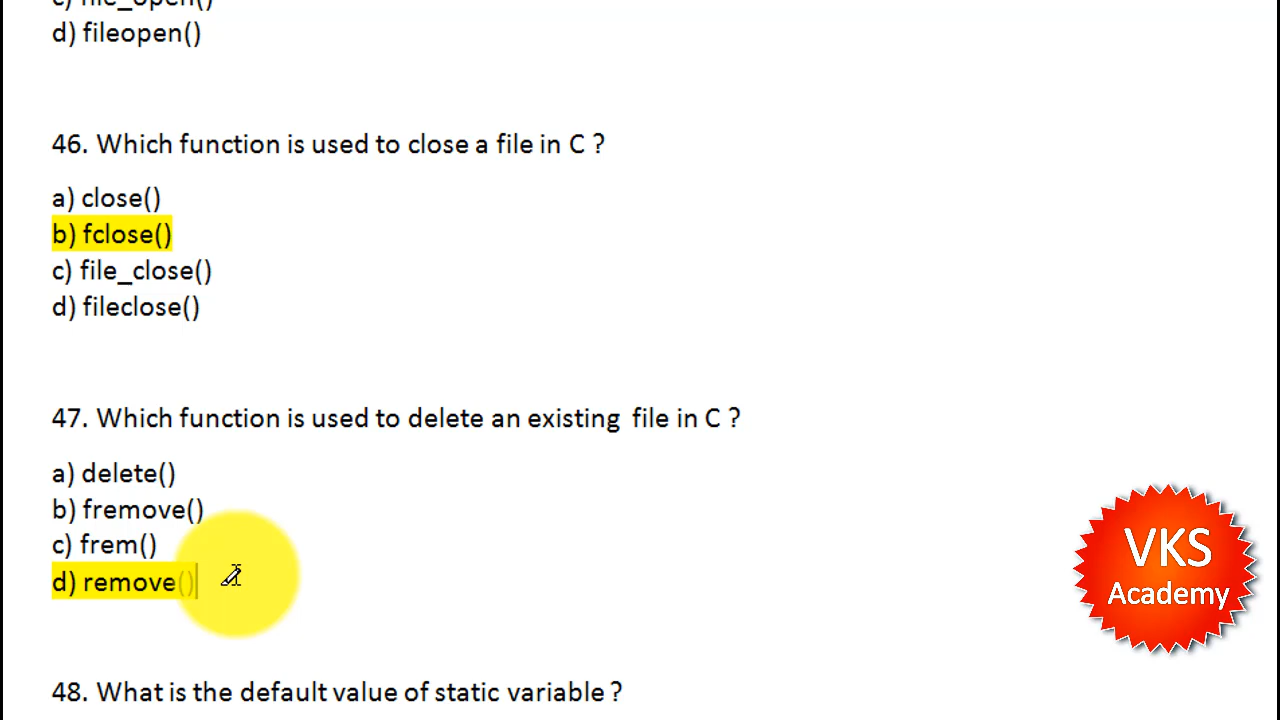 c) file_open()
d) fileopen()
46. Which function is used to close a file in C ?
a) close()
b) fclose()
c) file_close()
d) fileclose()
47. Which function is used to delete an existing  file in C ?
a) delete()
b) fremove()
c) frem()
d) remove()
VKS
Academy
48. What is the default value of static variable ?